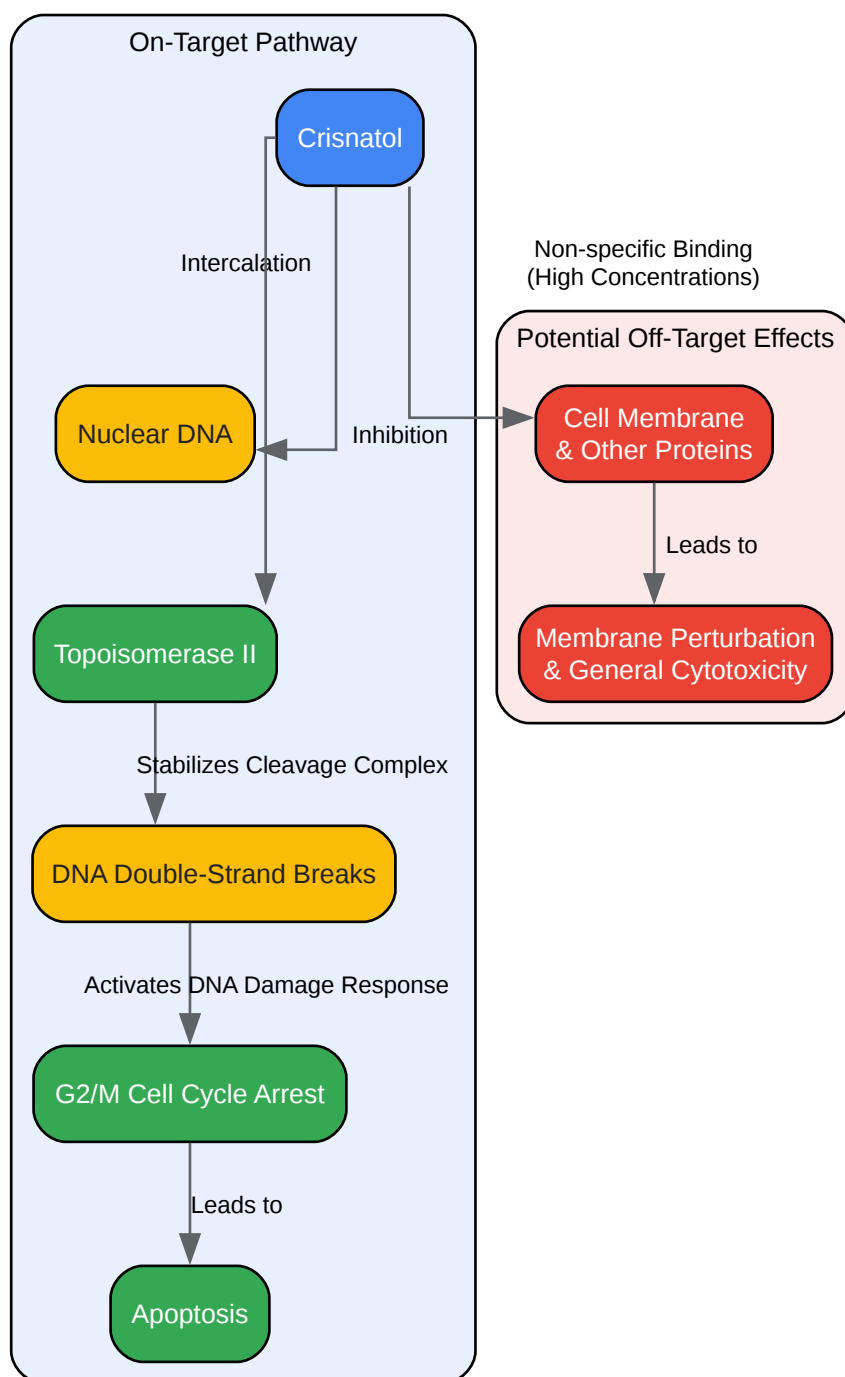 On-Target Pathway
Crisnatol
Intercalation
Non-specific Binding
(High Concentrations)
Potential Off-Target Effects
Nuclear DNA
Inhibition
Cell Membrane
& Other Proteins
Leads to
Topoisomerase II
Membrane Perturbation
& General Cytotoxicity
Stabilizes Cleavage Complex
DNA Double-Strand Breaks
Activates DNA Damage Response
G2/M Cell Cycle Arrest
Leads to
Apoptosis